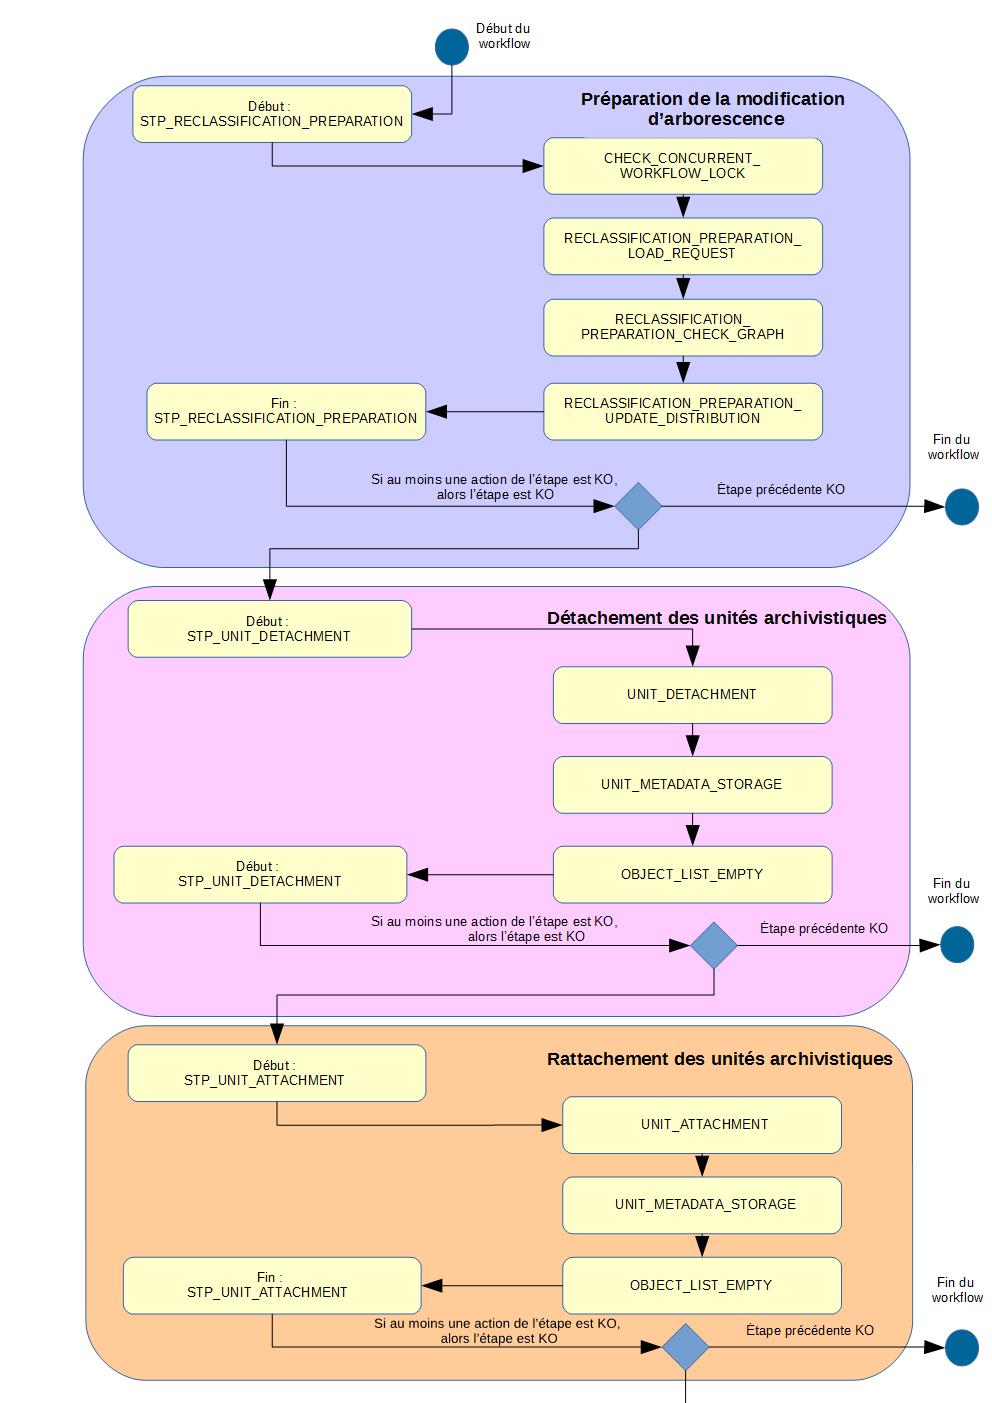 Début du
workflow
Début :
STP_RECLASSIFICATION_PREPARATION
Préparation de la modification
d’arborescence
CHECK_CONCURRENT_
WORKFLOW_LOCK
RECLASSIFICATION_PREPARATION_
LOAD_REQUEST
RECLASSIFICATION_
PREPARATION_CHECK_GRAPH
RECLASSIFICATION_PREPARATION_
UPDATE_DISTRIBUTION
Fin :
STP_RECLASSIFICATION_PREPARATION
Si au moins une action de l’étape est KO,
alors l’étape est KO
Étape précédente KO
Fin du
workflow
Début :
STP_UNIT_DETACHMENT
Détachement des unités archivistiques
UNIT_DETACHMENT
UNIT_METADATA_STORAGE
OBJECT_LIST_EMPTY
Début :
STP_UNIT_DETACHMENT
Si au moins une action de l’étape est KO,
alors l’étape est KO
Étape précédente KO
Fin du
workflow
Début :
STP_UNIT_ATTACHMENT
Rattachement des unités archivistiques
UNIT_ATTACHMENT
UNIT_METADATA_STORAGE
OBJECT_LIST_EMPTY
Fin :
STP_UNIT_ATTACHMENT
Si au moins une action de l’étape est KO,
alors l’étape est KO
Étape précédente KO
Fin du
workflow